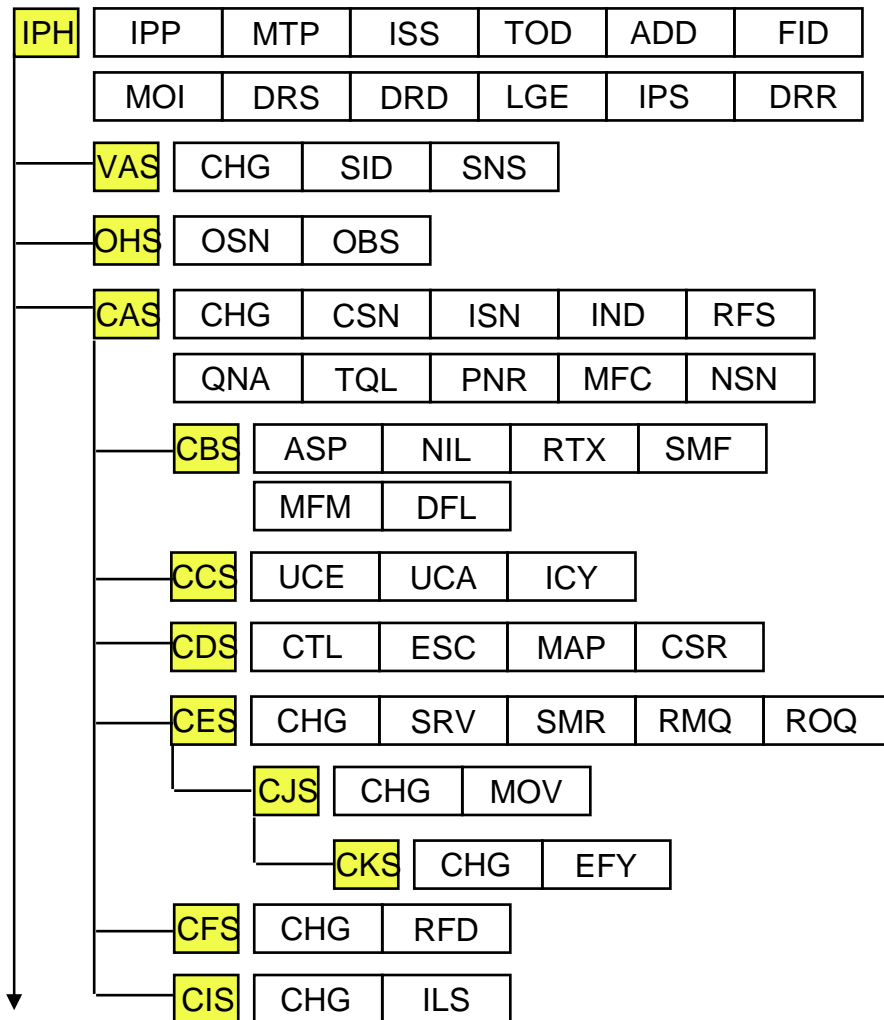 IPH IPP MTP ISS TOD ADD FID
MOI DRS DRD LGE IPS DRR
VAS CHG SID SNS
OHS OSN OBS
CAS CHG CSN ISN IND RFS
QNA TQL PNR MFC NSN
CBS ASP NIL RTX SMF
MFM DFL
CCS UCE UCA ICY
CDS CTL ESC MAP CSR
CES CHG SRV SMR RMQ ROQ
CJS CHG MOV
CKS CHG EFY
CFS CHG RFD
CIS CHG ILS